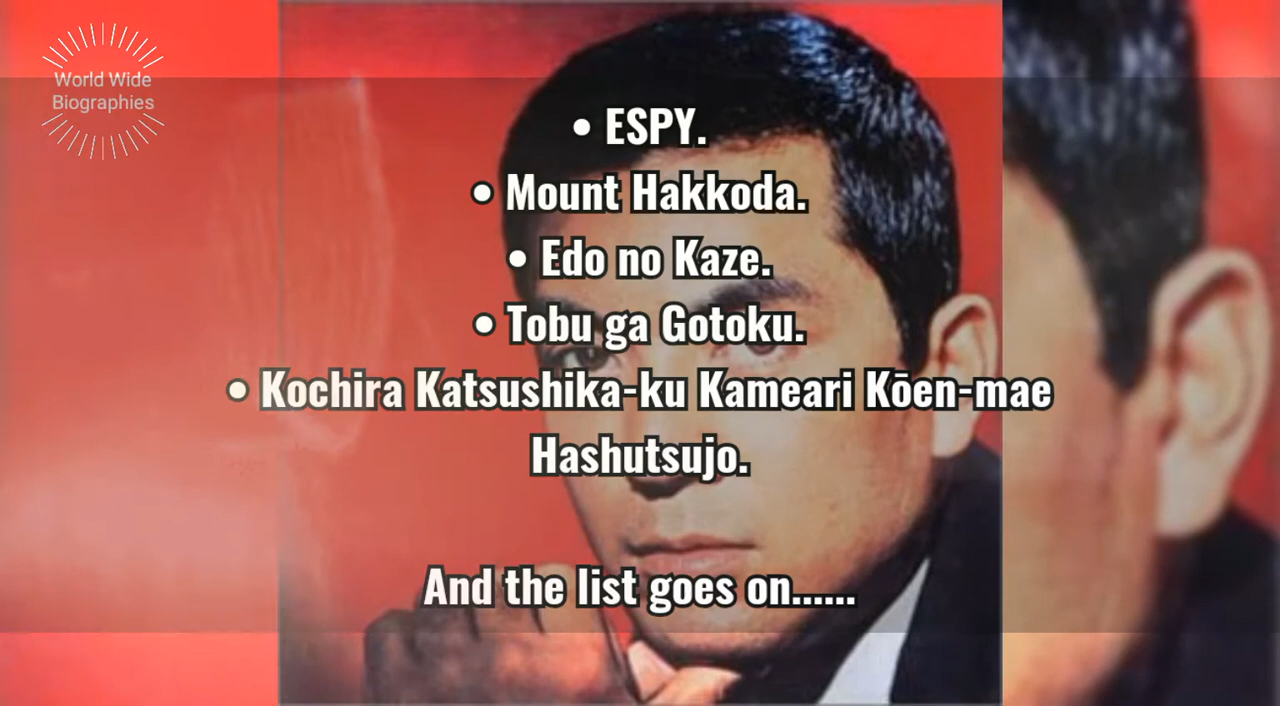 World Wide
Biographies
• ESPY.
• Mount Hakkoda.
• Edo no Kaze.
• Tobu ga Gotoku.
• Kochira Katsushika-ku Kameari Kōen-mae
Hashutsujo.
And the list goes on......